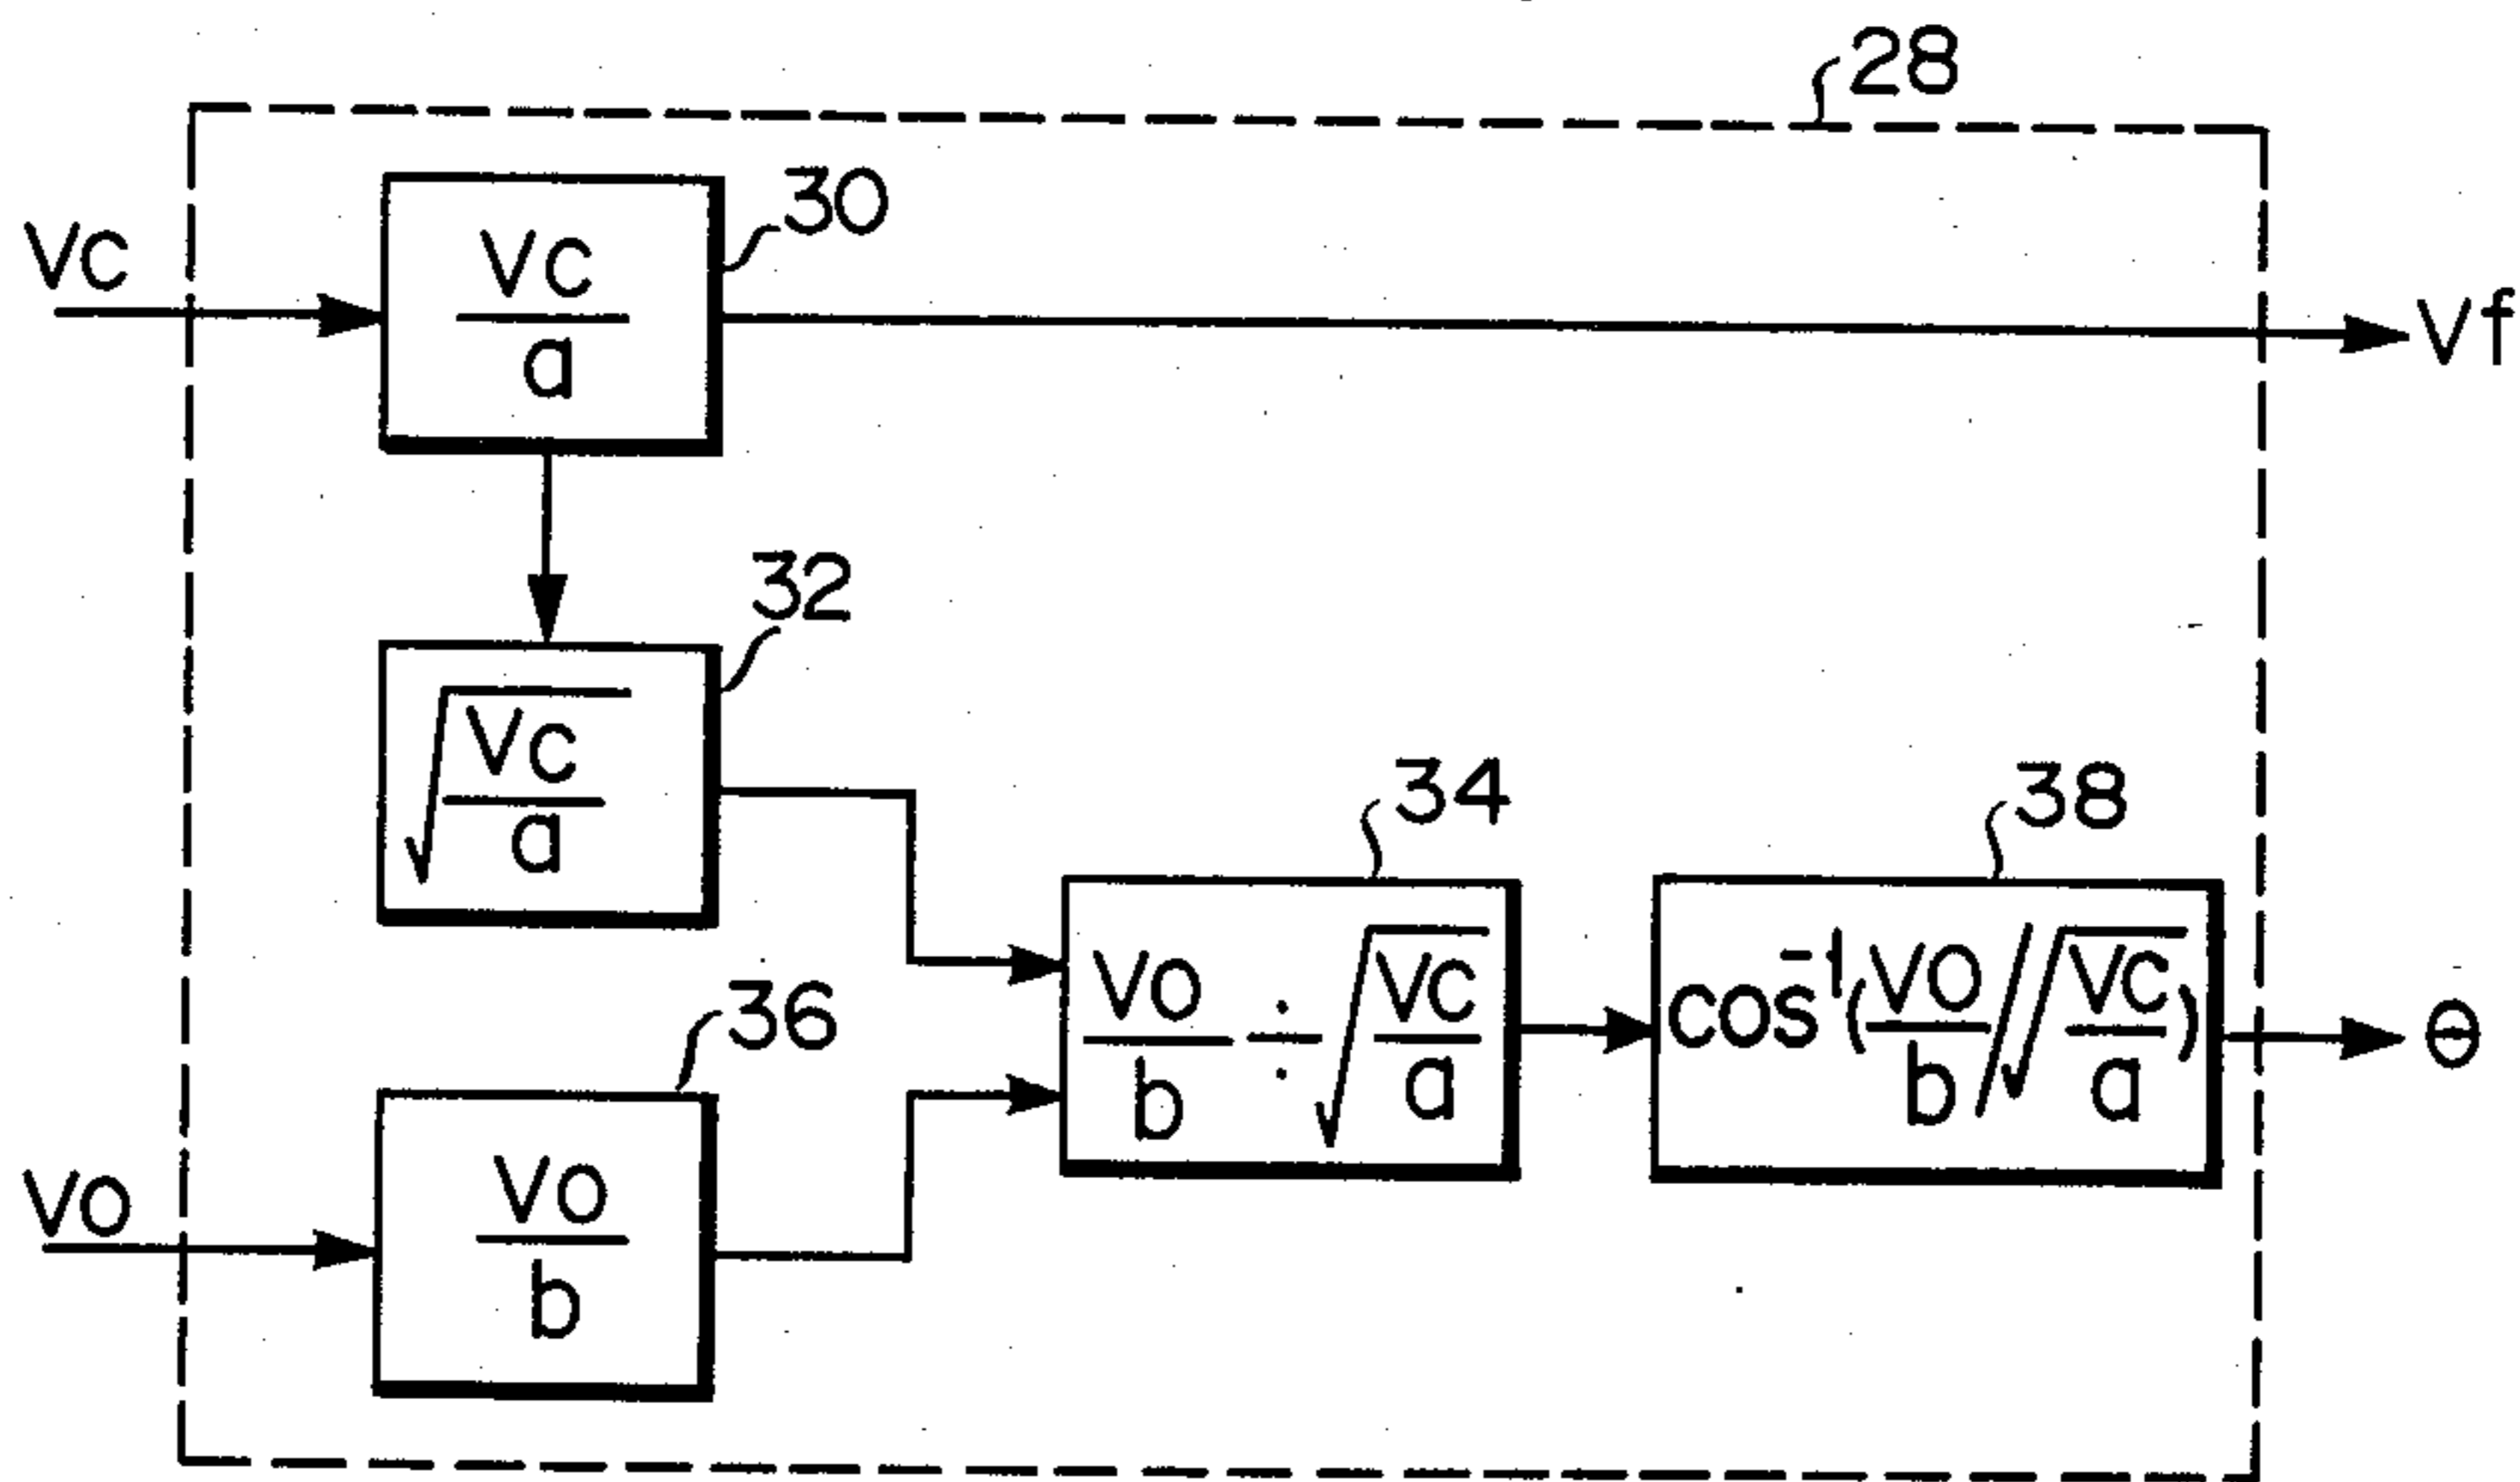 28
30
Vc
Vc
a
Vf
32
√Vc
a
34
38
Vo ÷ √Vc
b a
cos⁻¹(Vo/√Vc)
b a
θ
36
Vo
Vo
b